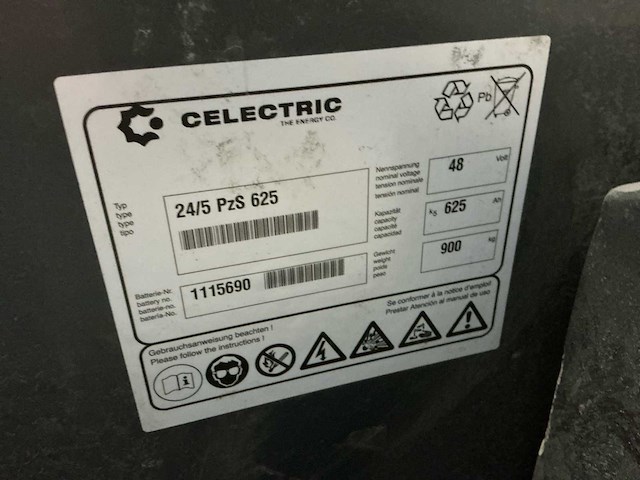 CELECTRIC
THE ENERGY CO.
Pb
Typ
type
type
tipo
24/5 PzS 625
Nennspannung
nominal voltage
tension nominale
tensión nominal
48 Volt
Kapazität
capacity
capacité
capacidad
k5 625 Ah
Gewicht
weight
poids
peso
900 kg
Batterie-Nr.
battery no.
batterie-no.
batería-No.
1115690
Gebrauchsanweisung beachten !
Please follow the instructions !
Se conformer à la notice d'emploi!
Prestar Atención al manual de uso!
i